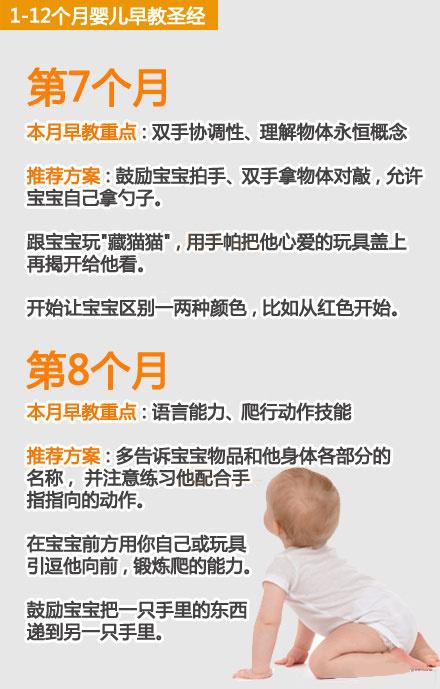 1-12个月婴儿早教圣经
第7个月
本月早教重点：双手协调性、理解物体永恒概念
推荐方案：鼓励宝宝拍手、双手拿物体对敲，允许
宝宝自己拿勺子。
跟宝宝玩"藏猫猫"，用手帕把他心爱的玩具盖上
再揭开给他看。
开始让宝宝区别一两种颜色，比如从红色开始。
第8个月
本月早教重点：语言能力、爬行动作技能
推荐方案：多告诉宝宝物品和他身体各部分的
名称， 并注意练习他配合手
指指向的动作。
在宝宝前方用你自己或玩具
引逗他向前，锻炼爬的能力。
鼓励宝宝把一只手里的东西
递到另一只手里。